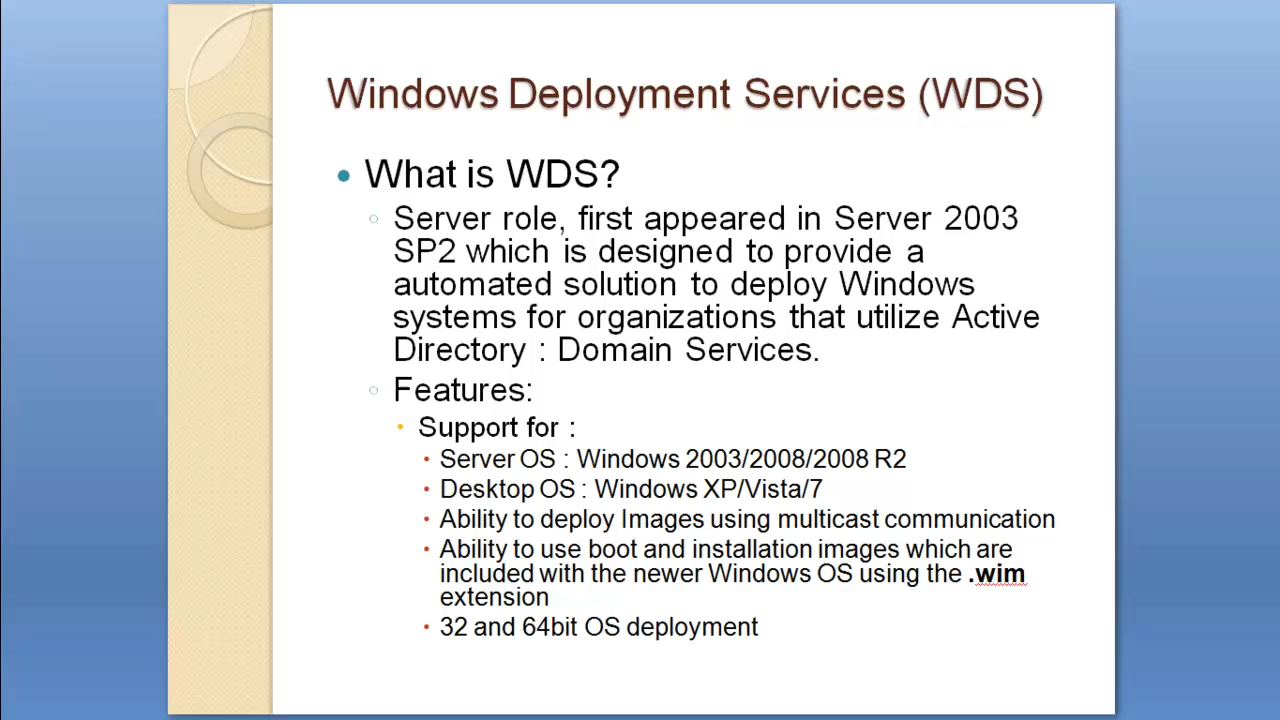 Windows Deployment Services (WDS)
• What is WDS?
○ Server role, first appeared in Server 2003
SP2 which is designed to provide a
automated solution to deploy Windows
systems for organizations that utilize Active
Directory : Domain Services.
○ Features:
• Support for :
• Server OS : Windows 2003/2008/2008 R2
• Desktop OS : Windows XP/Vista/7
• Ability to deploy Images using multicast communication
• Ability to use boot and installation images which are
included with the newer Windows OS using the .wim
extension
• 32 and 64bit OS deployment